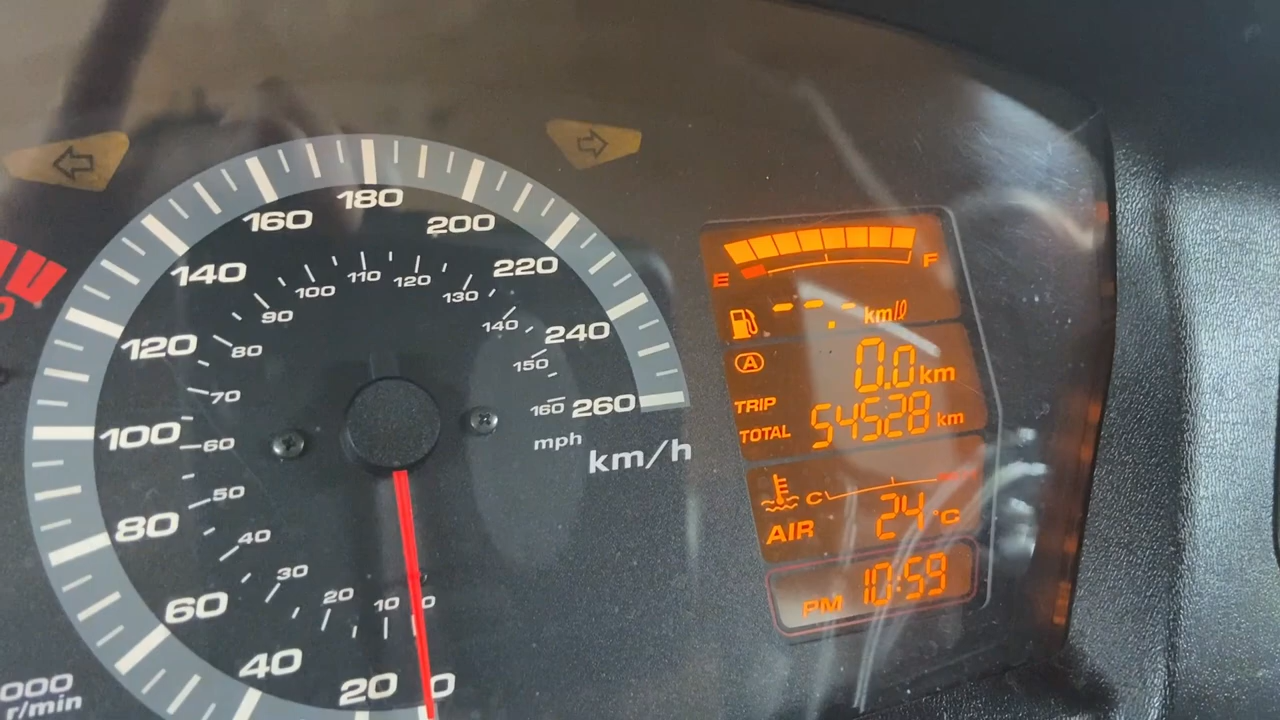 180
160
200
140
220
120
240
100
260
80
60
40
20
0
110
100
120
90
130
80
140
70
150
60
160
50
40
30
20
10
0
mph
km/h
000
r/min
E
F
--.- km/ℓ
A
0.0 km
TRIP
TOTAL 54528 km
C
AIR 24 °C
PM 10:59